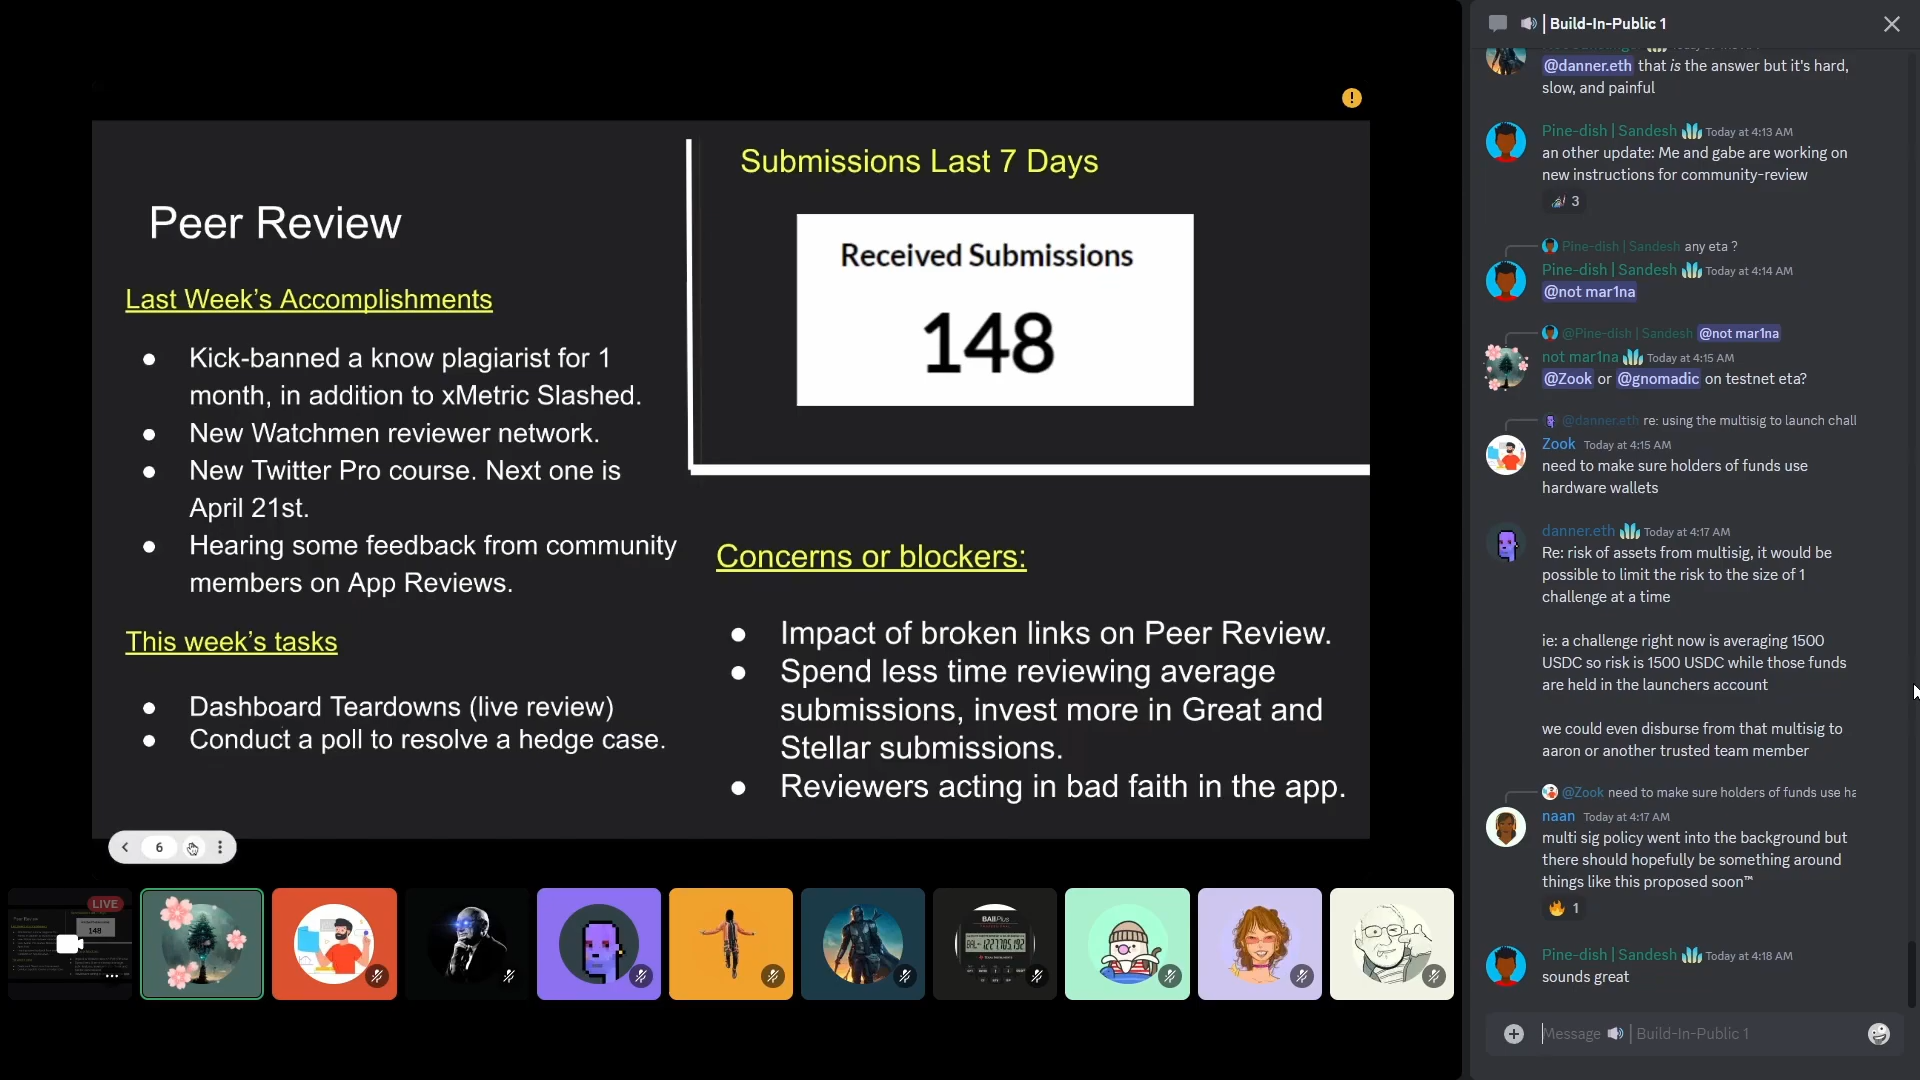 Peer Review
Last Week's Accomplishments
● Kick-banned a know plagiarist for 1
month, in addition to xMetric Slashed.
● New Watchmen reviewer network.
● New Twitter Pro course. Next one is
April 21st.
● Hearing some feedback from community
members on App Reviews.
This week's tasks
● Dashboard Teardowns (live review)
● Conduct a poll to resolve a hedge case.
Submissions Last 7 Days
Received Submissions
148
Concerns or blockers:
● Impact of broken links on Peer Review.
● Spend less time reviewing average
submissions, invest more in Great and
Stellar submissions.
● Reviewers acting in bad faith in the app.
6
LIVE
Build-In-Public 1
@danner.eth that is the answer but it's hard,
slow, and painful
Pine-dish | Sandesh Today at 4:13 AM
an other update: Me and gabe are working on
new instructions for community-review
3
Pine-dish | Sandesh any eta ?
Pine-dish | Sandesh Today at 4:14 AM
@not mar1na
@Pine-dish | Sandesh @not mar1na
not mar1na Today at 4:15 AM
@Zook or @gnomadic on testnet eta?
@danner.eth re: using the multisig to launch chall
Zook Today at 4:15 AM
need to make sure holders of funds use
hardware wallets
danner.eth Today at 4:17 AM
Re: risk of assets from multisig, it would be
possible to limit the risk to the size of 1
challenge at a time
ie: a challenge right now is averaging 1500
USDC so risk is 1500 USDC while those funds
are held in the launchers account
we could even disburse from that multisig to
aaron or another trusted team member
@Zook need to make sure holders of funds use ha
naan Today at 4:17 AM
multi sig policy went into the background but
there should hopefully be something around
things like this proposed soon™
1
Pine-dish | Sandesh Today at 4:18 AM
sounds great
Message | Build-In-Public 1